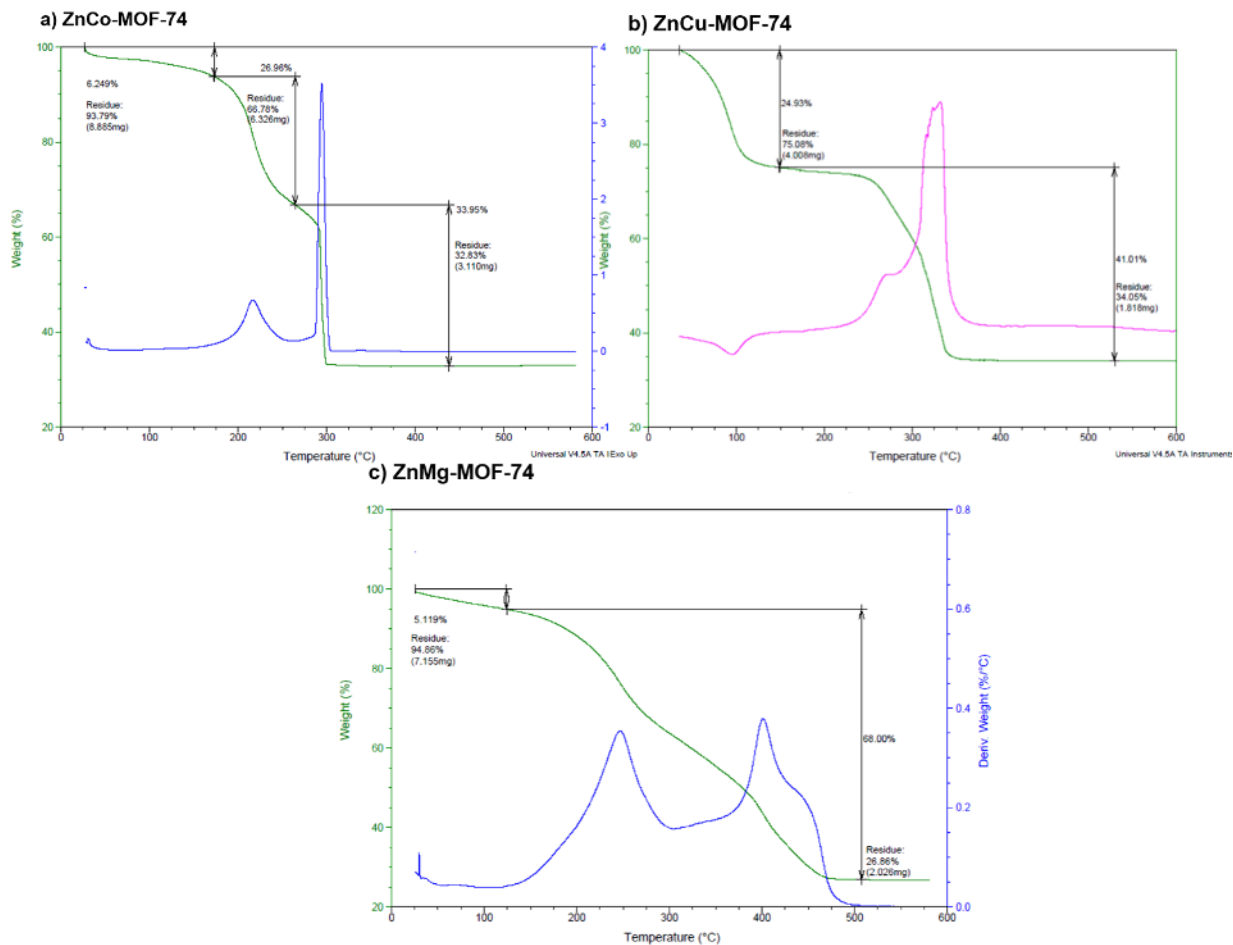 a) ZnCo-MOF-74
b) ZnCu-MOF-74
100
80
60
40
20
Weight (%)
6.249%
Residue:
93.79%
(8.885mg)
26.96%
Residue:
66.78%
(6.326mg)
33.95%
Residue:
32.83%
(3.110mg)
4
3
2
1
0
-1
0
100
200
300
400
500
600
Temperature (°C)
Universal V4.5A TA I Exo Up
100
80
60
40
20
Weight (%)
24.93%
Residue:
75.08%
(4.008mg)
41.01%
Residue:
34.05%
(1.818mg)
0
100
200
300
400
500
600
Temperature (°C)
Universal V4.5A TA Instruments
c) ZnMg-MOF-74
120
100
80
60
40
20
Weight (%)
5.119%
Residue:
94.86%
(7.155mg)
68.00%
Residue:
26.86%
(2.026mg)
0.8
0.6
0.4
0.2
0.0
Deriv. Weight (%/°C)
0
100
200
300
400
500
600
Temperature (°C)